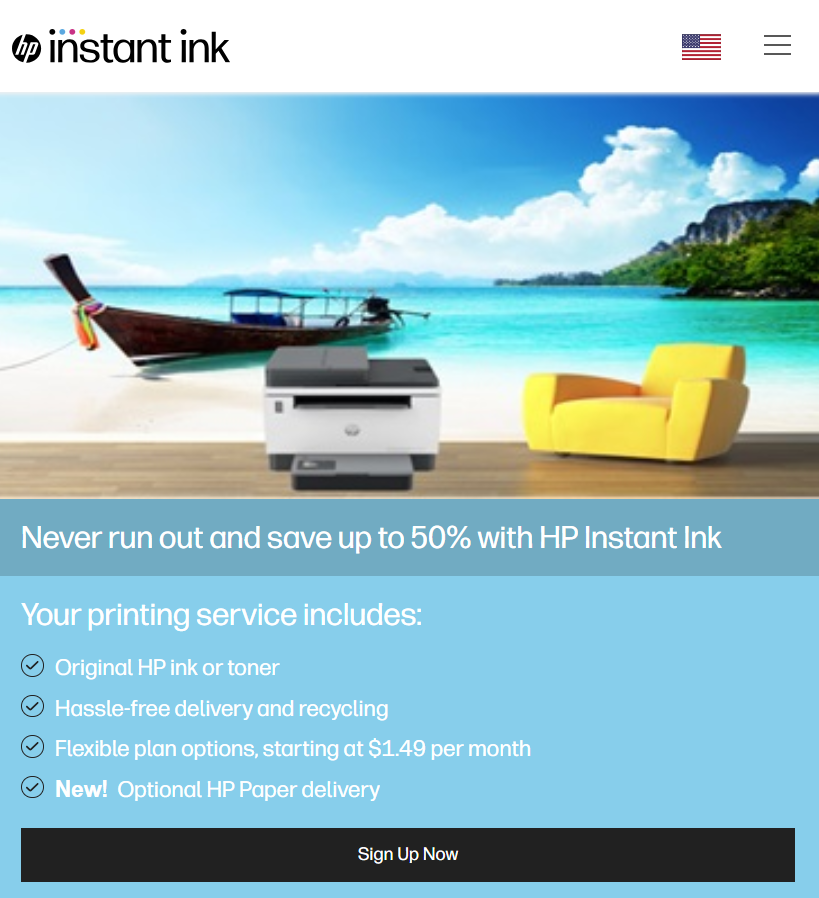 hp instant ink
Never run out and save up to 50% with HP Instant Ink
Your printing service includes:
Original HP ink or toner
Hassle-free delivery and recycling
Flexible plan options, starting at $1.49 per month
New! Optional HP Paper delivery
Sign Up Now